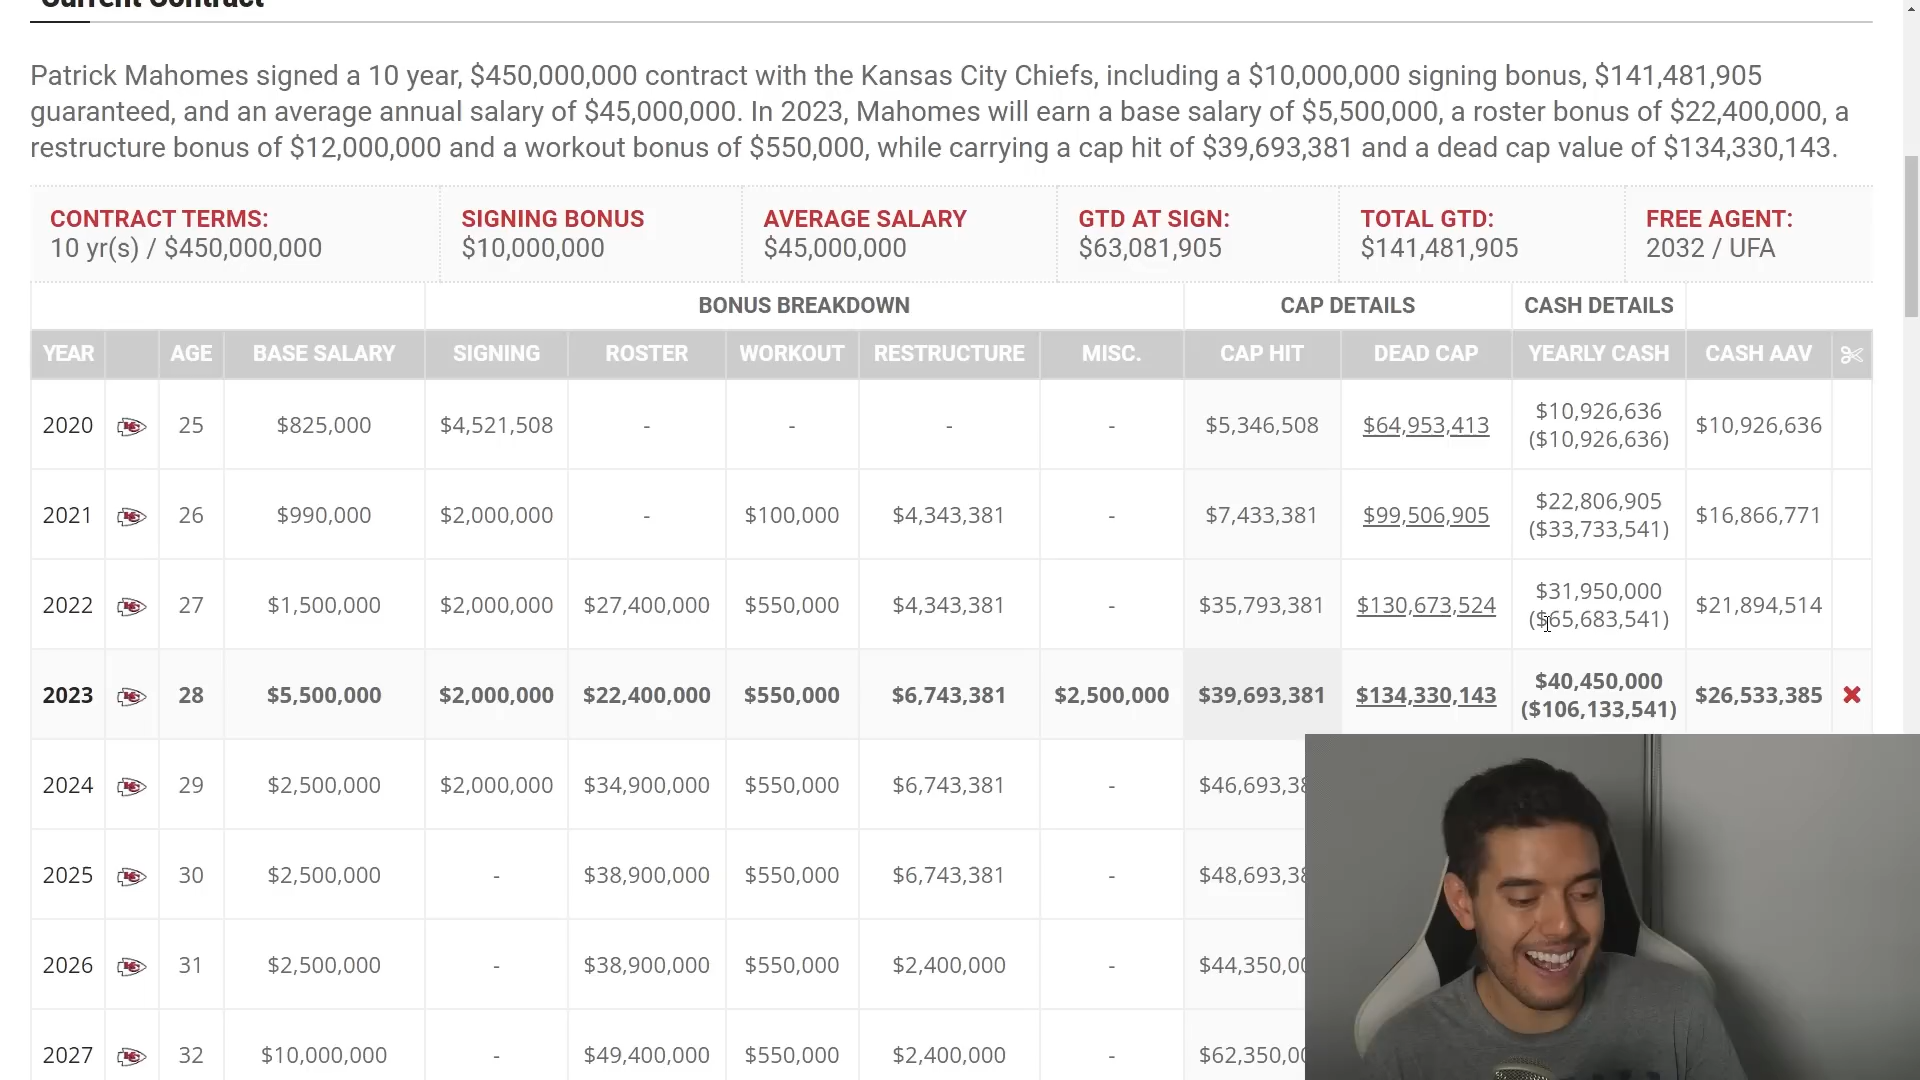 Current Contract
Patrick Mahomes signed a 10 year, $450,000,000 contract with the Kansas City Chiefs, including a $10,000,000 signing bonus, $141,481,905
guaranteed, and an average annual salary of $45,000,000. In 2023, Mahomes will earn a base salary of $5,500,000, a roster bonus of $22,400,000, a
restructure bonus of $12,000,000 and a workout bonus of $550,000, while carrying a cap hit of $39,693,381 and a dead cap value of $134,330,143.
CONTRACT TERMS: SIGNING BONUS AVERAGE SALARY GTD AT SIGN: TOTAL GTD: FREE AGENT:
10 yr(s) / $450,000,000 $10,000,000 $45,000,000 $63,081,905 $141,481,905 2032 / UFA
BONUS BREAKDOWN CAP DETAILS CASH DETAILS
YEAR AGE BASE SALARY SIGNING ROSTER WORKOUT RESTRUCTURE MISC. CAP HIT DEAD CAP YEARLY CASH CASH AAV
2020 25 $825,000 $4,521,508 - - - - $5,346,508 $64,953,413 $10,926,636 ($10,926,636) $10,926,636
2021 26 $990,000 $2,000,000 - $100,000 $4,343,381 - $7,433,381 $99,506,905 $22,806,905 ($33,733,541) $16,866,771
2022 27 $1,500,000 $2,000,000 $27,400,000 $550,000 $4,343,381 - $35,793,381 $130,673,524 $31,950,000 ($65,683,541) $21,894,514
2023 28 $5,500,000 $2,000,000 $22,400,000 $550,000 $6,743,381 $2,500,000 $39,693,381 $134,330,143 $40,450,000 ($106,133,541) $26,533,385
2024 29 $2,500,000 $2,000,000 $34,900,000 $550,000 $6,743,381 - $46,693,38
2025 30 $2,500,000 - $38,900,000 $550,000 $6,743,381 - $48,693,38
2026 31 $2,500,000 - $38,900,000 $550,000 $2,400,000 - $44,350,00
2027 32 $10,000,000 - $49,400,000 $550,000 $2,400,000 - $62,350,00